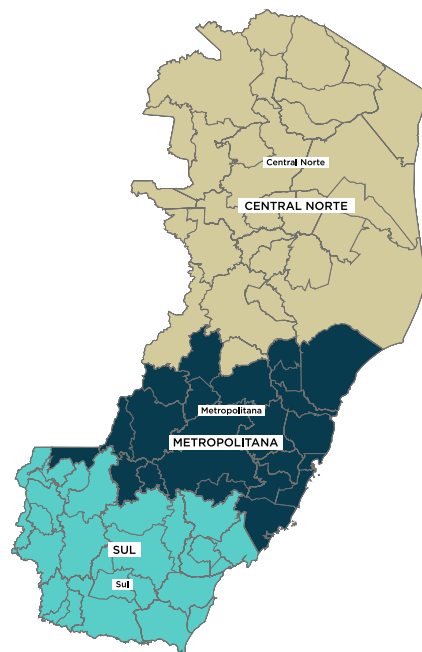 Central Norte
CENTRAL NORTE
Metropolitana
METROPOLITANA
SUL
Sul